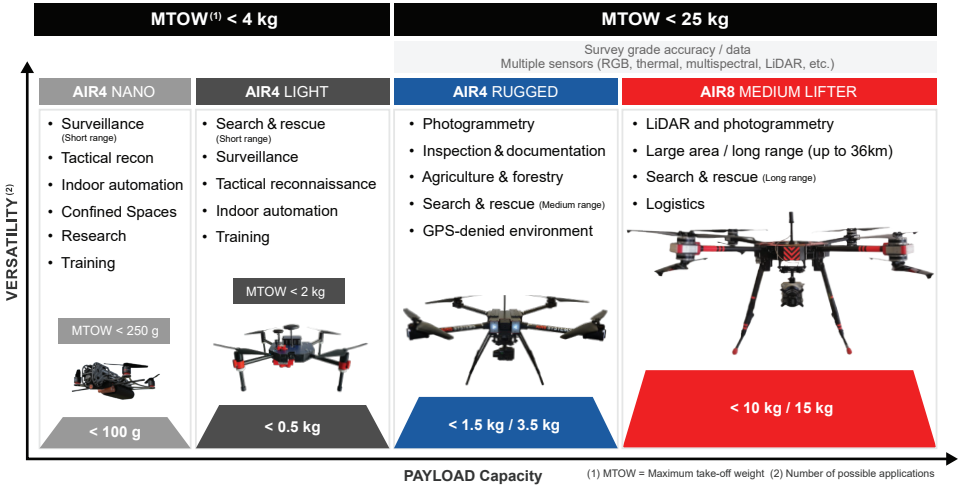 MTOW(1) < 4 kg
MTOW < 25 kg
Survey grade accuracy / data
Multiple sensors (RGB, thermal, multispectral, LiDAR, etc.)
AIR4 NANO
• Surveillance
(Short range)
• Tactical recon
• Indoor automation
• Confined Spaces
• Research
• Training
MTOW < 250 g
< 100 g
AIR4 LIGHT
• Search & rescue
(Short range)
• Surveillance
• Tactical reconnaissance
• Indoor automation
• Training
MTOW < 2 kg
< 0.5 kg
AIR4 RUGGED
• Photogrammetry
• Inspection & documentation
• Agriculture & forestry
• Search & rescue (Medium range)
• GPS-denied environment
< 1.5 kg / 3.5 kg
AIR8 MEDIUM LIFTER
• LiDAR and photogrammetry
• Large area / long range (up to 36km)
• Search & rescue (Long range)
• Logistics
< 10 kg / 15 kg
VERSATILITY(2)
PAYLOAD Capacity
(1) MTOW = Maximum take-off weight (2) Number of possible applications